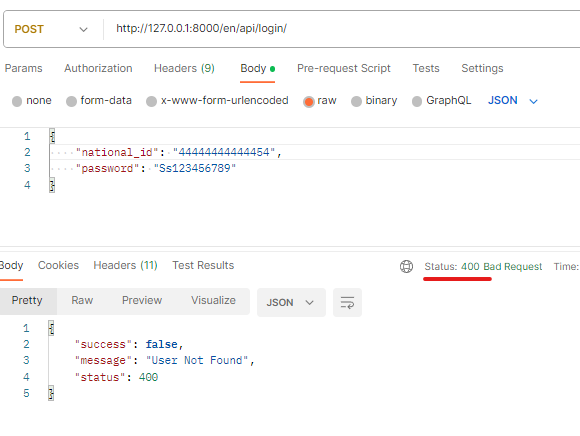 POST http://127.0.0.1:8000/en/api/login/
Params Authorization Headers (9) Body Pre-request Script Tests Settings
none form-data x-www-form-urlencoded raw binary GraphQL JSON
1 {
2 "national_id": "44444444444454",
3 "password": "Ss123456789"
4 }
Body Cookies Headers (11) Test Results Status: 400 Bad Request Time:
Pretty Raw Preview Visualize JSON
1 {
2 "success": false,
3 "message": "User Not Found",
4 "status": 400
5 }